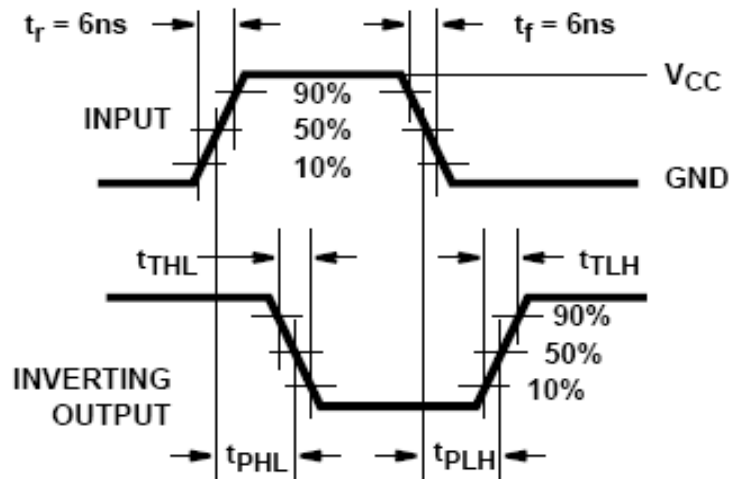 tr = 6ns
tf = 6ns
VCC
INPUT
90%
50%
10%
GND
tTHL
tTLH
90%
50%
10%
INVERTING
OUTPUT
tPHL
tPLH